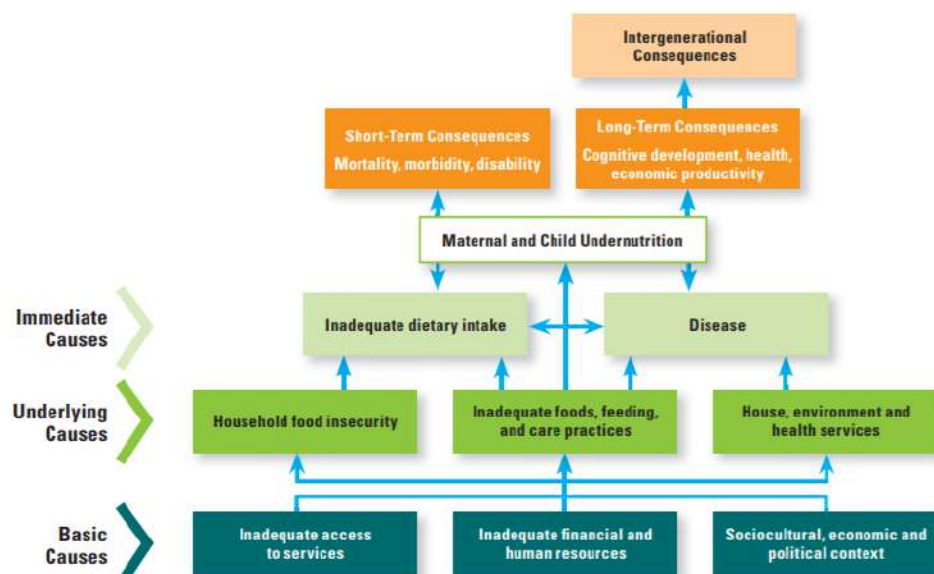 Intergenerational
Consequences
Short-Term Consequences
Mortality, morbidity, disability
Long-Term Consequences
Cognitive development, health,
economic productivity
Maternal and Child Undernutrition
Immediate
Causes
Inadequate dietary intake
Disease
Underlying
Causes
Household food insecurity
Inadequate foods, feeding,
and care practices
House, environment and
health services
Basic
Causes
Inadequate access
to services
Inadequate financial and
human resources
Sociocultural, economic and
political context